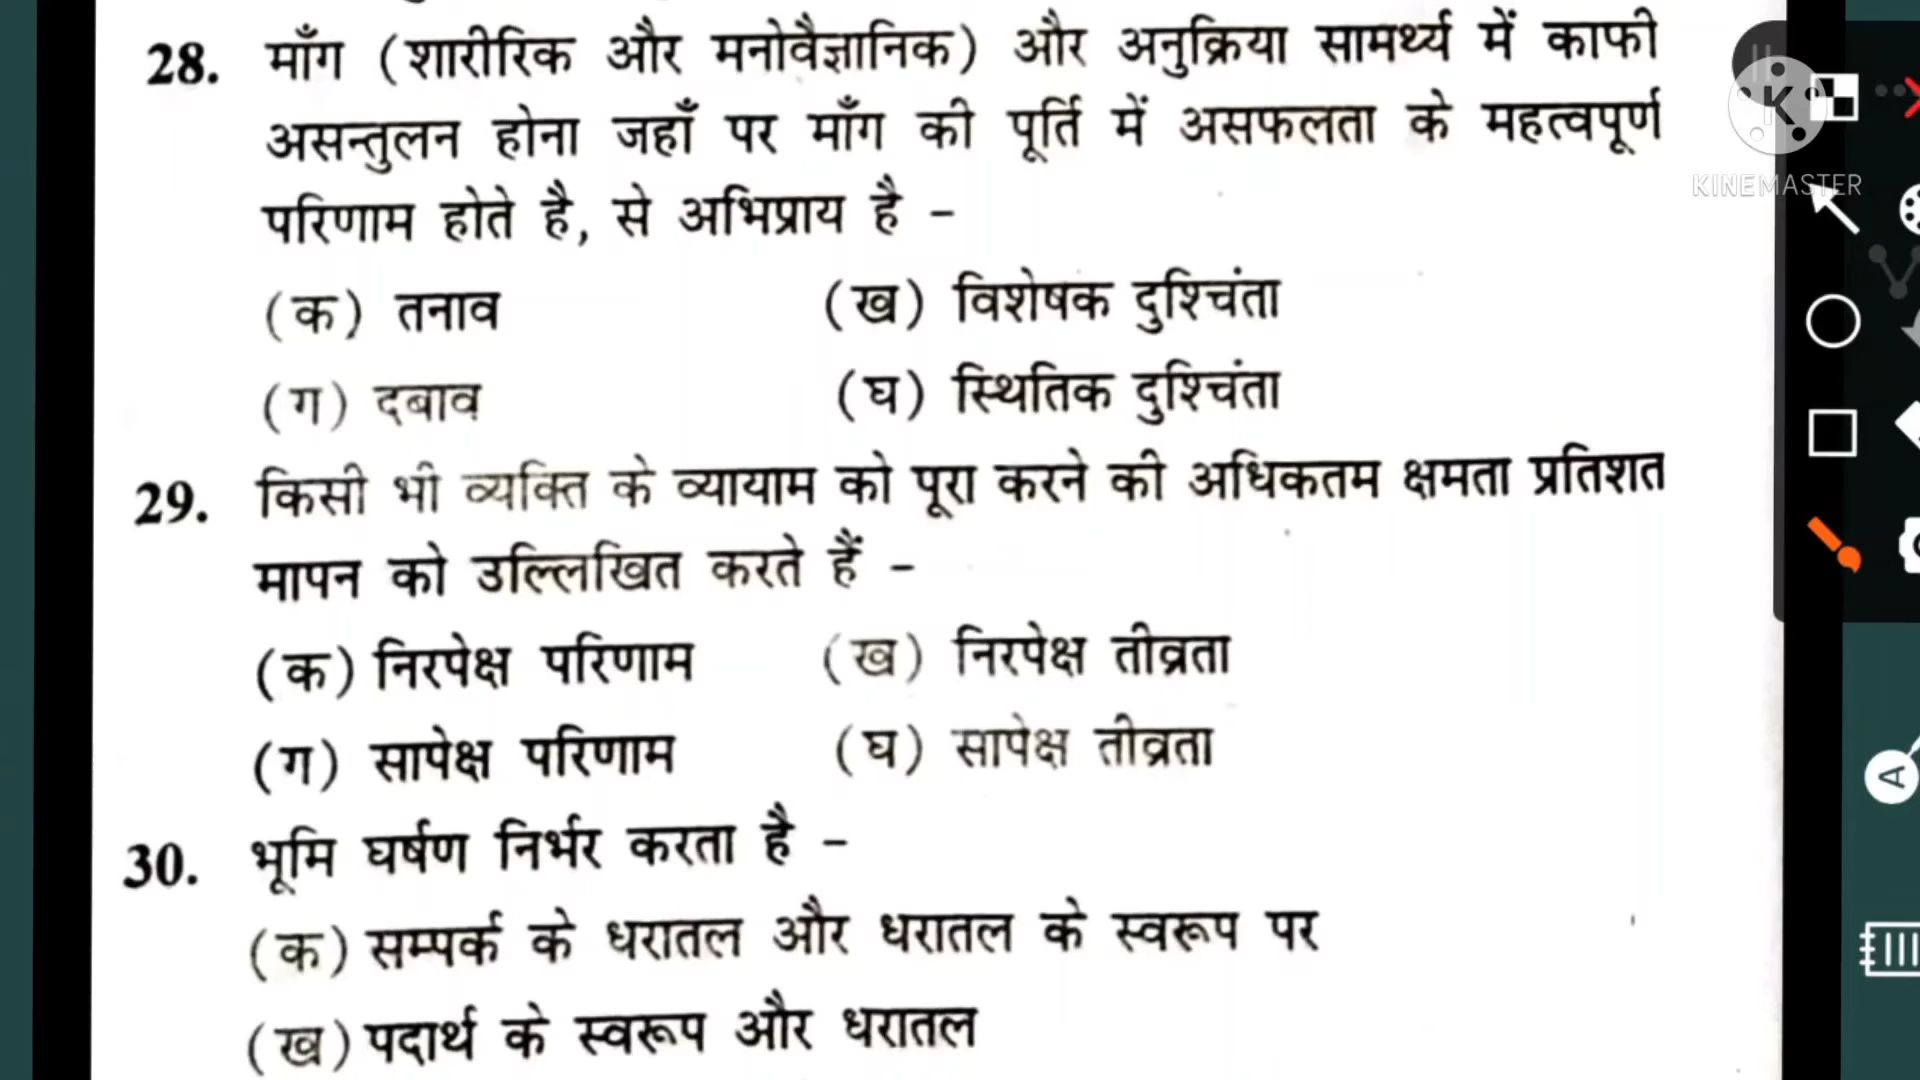 28. माँग (शारीरिक और मनोवैज्ञानिक) और अनुक्रिया सामर्थ्य में काफी
असन्तुलन होना जहाँ पर माँग की पूर्ति में असफलता के महत्वपूर्ण
परिणाम होते है, से अभिप्राय है –
(क) तनाव (ख) विशेषक दुश्चिंता
(ग) दबाव (घ) स्थितिक दुश्चिंता
29. किसी भी व्यक्ति के व्यायाम को पूरा करने की अधिकतम क्षमता प्रतिशत
मापन को उल्लिखित करते हैं –
(क) निरपेक्ष परिणाम (ख) निरपेक्ष तीव्रता
(ग) सापेक्ष परिणाम (घ) सापेक्ष तीव्रता
30. भूमि घर्षण निर्भर करता है –
(क) सम्पर्क के धरातल और धरातल के स्वरूप पर
(ख) पदार्थ के स्वरूप और धरातल
K
KINEMASTER
A